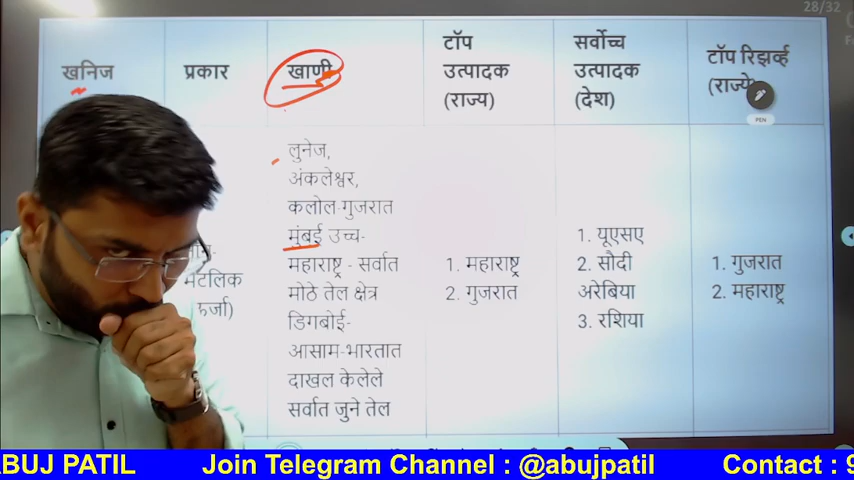 28/32
खनिज
प्रकार
खाणी
टॉप
उत्पादक
(राज्य)
सर्वोच्च
उत्पादक
(देश)
टॉप रिझर्व्ह
(राज्ये
PEN
लुनेज,
अंकलेश्वर,
कलोल-गुजरात
मुंबई उच्च-
महाराष्ट्र - सर्वात
मोठे तेल क्षेत्र
डिगबोई-
आसाम-भारतात
दाखल केलेले
सर्वात जुने तेल
1. महाराष्ट्र
2. गुजरात
1. यूएसए
2. सौदी
अरेबिया
3. रशिया
1. गुजरात
2. महाराष्ट्र
ABUJ PATIL Join Telegram Channel : @abujpatil Contact : 9